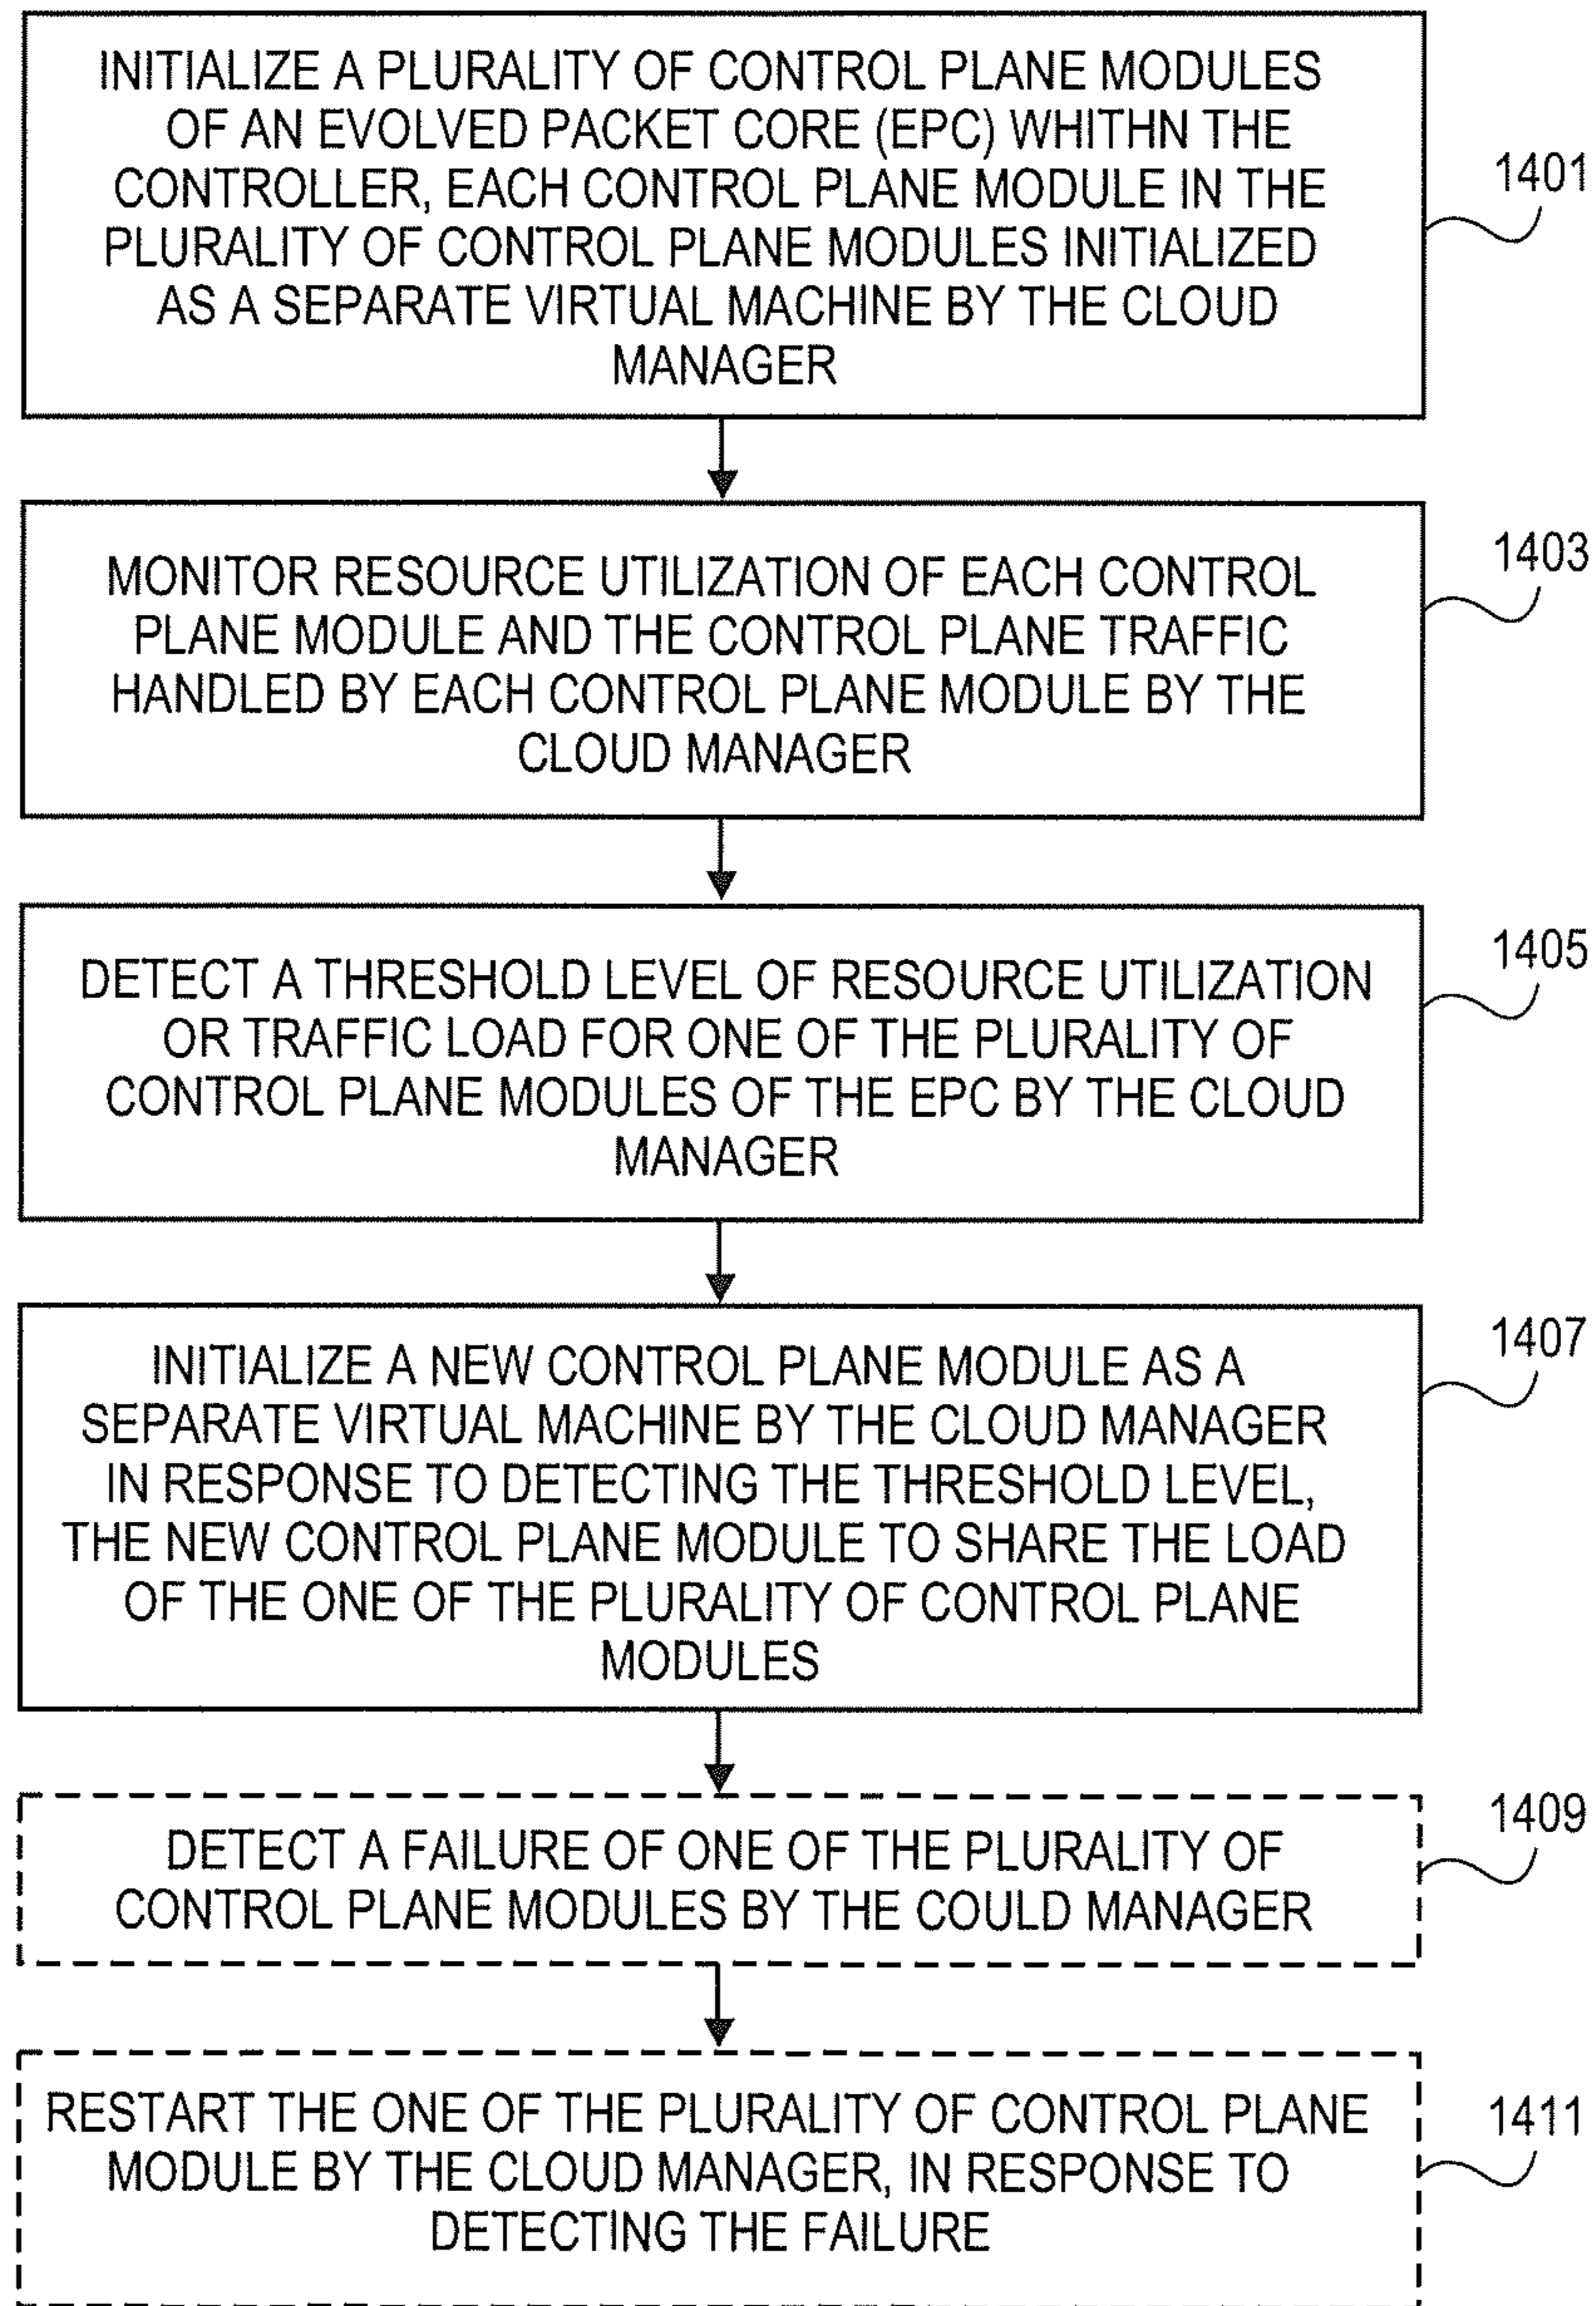 INITIALIZE A PLURALITY OF CONTROL PLANE MODULES
OF AN EVOLVED PACKET CORE (EPC) WHITHN THE
CONTROLLER, EACH CONTROL PLANE MODULE IN THE
PLURALITY OF CONTROL PLANE MODULES INITIALIZED
AS A SEPARATE VIRTUAL MACHINE BY THE CLOUD
MANAGER
1401
MONITOR RESOURCE UTILIZATION OF EACH CONTROL
PLANE MODULE AND THE CONTROL PLANE TRAFFIC
HANDLED BY EACH CONTROL PLANE MODULE BY THE
CLOUD MANAGER
1403
DETECT A THRESHOLD LEVEL OF RESOURCE UTILIZATION
OR TRAFFIC LOAD FOR ONE OF THE PLURALITY OF
CONTROL PLANE MODULES OF THE EPC BY THE CLOUD
MANAGER
1405
INITIALIZE A NEW CONTROL PLANE MODULE AS A
SEPARATE VIRTUAL MACHINE BY THE CLOUD MANAGER
IN RESPONSE TO DETECTING THE THRESHOLD LEVEL,
THE NEW CONTROL PLANE MODULE TO SHARE THE LOAD
OF THE ONE OF THE PLURALITY OF CONTROL PLANE
MODULES
1407
DETECT A FAILURE OF ONE OF THE PLURALITY OF
CONTROL PLANE MODULES BY THE COULD MANAGER
1409
RESTART THE ONE OF THE PLURALITY OF CONTROL PLANE
MODULE BY THE CLOUD MANAGER, IN RESPONSE TO
DETECTING THE FAILURE
1411